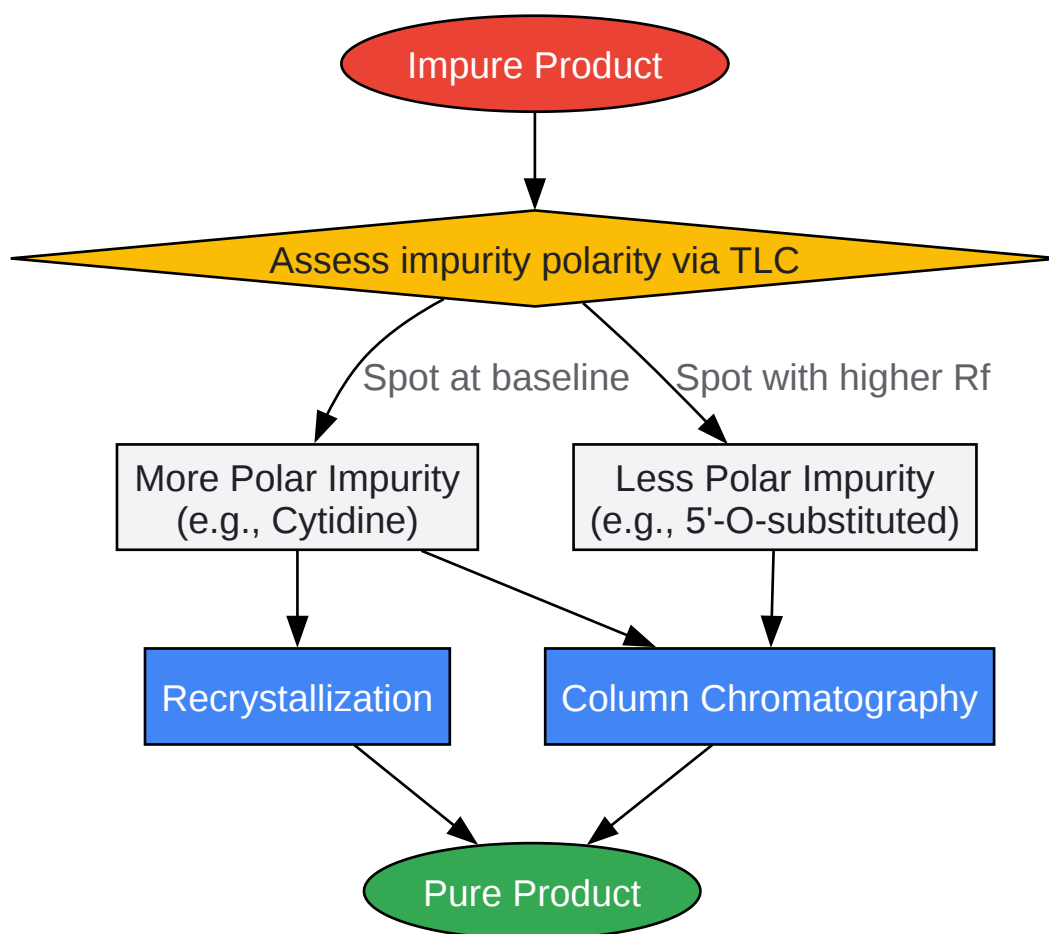 Impure Product
Assess impurity polarity via TLC
Spot at baseline
Spot with higher Rf
More Polar Impurity
(e.g., Cytidine)
Less Polar Impurity
(e.g., 5'-O-substituted)
Recrystallization
Column Chromatography
Pure Product